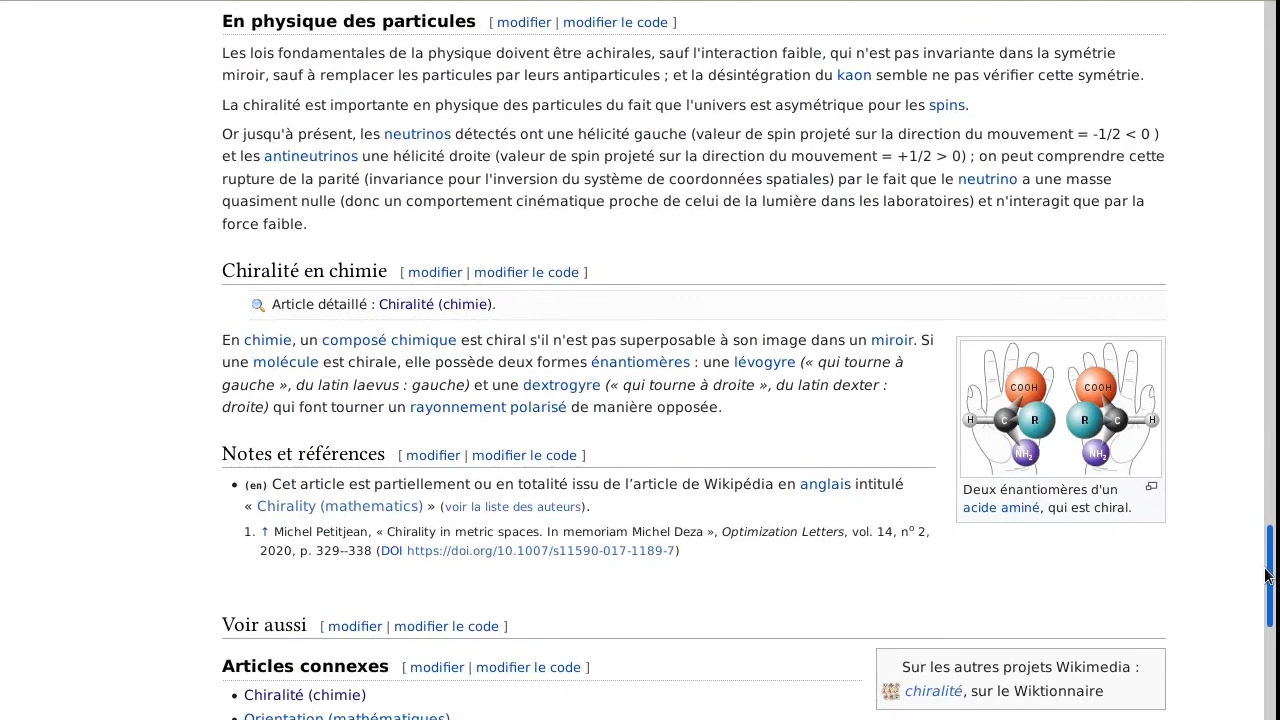 En physique des particules [ modifier | modifier le code ]
Les lois fondamentales de la physique doivent être achirales, sauf l'interaction faible, qui n'est pas invariante dans la symétrie
miroir, sauf à remplacer les particules par leurs antiparticules ; et la désintégration du kaon semble ne pas vérifier cette symétrie.
La chiralité est importante en physique des particules du fait que l'univers est asymétrique pour les spins.
Or jusqu'à présent, les neutrinos détectés ont une hélicité gauche (valeur de spin projeté sur la direction du mouvement = -1/2 < 0 )
et les antineutrinos une hélicité droite (valeur de spin projeté sur la direction du mouvement = +1/2 > 0) ; on peut comprendre cette
rupture de la parité (invariance pour l'inversion du système de coordonnées spatiales) par le fait que le neutrino a une masse
quasiment nulle (donc un comportement cinématique proche de celui de la lumière dans les laboratoires) et n'interagit que par la
force faible.
Chiralité en chimie [ modifier | modifier le code ]
Article détaillé : Chiralité (chimie).
En chimie, un composé chimique est chiral s'il n'est pas superposable à son image dans un miroir. Si
une molécule est chirale, elle possède deux formes énantiomères : une lévogyre (« qui tourne à
gauche », du latin laevus : gauche) et une dextrogyre (« qui tourne à droite », du latin dexter :
droite) qui font tourner un rayonnement polarisé de manière opposée.
COOH COOH
H C R R C H
NH2 NH2
Deux énantiomères d'un
acide aminé, qui est chiral.
Notes et références [ modifier | modifier le code ]
• (en) Cet article est partiellement ou en totalité issu de l’article de Wikipédia en anglais intitulé
« Chirality (mathematics) » (voir la liste des auteurs).
1. ↑ Michel Petitjean, « Chirality in metric spaces. In memoriam Michel Deza », Optimization Letters, vol. 14, no 2,
2020, p. 329--338 (DOI https://doi.org/10.1007/s11590-017-1189-7)
Voir aussi [ modifier | modifier le code ]
Articles connexes [ modifier | modifier le code ]
• Chiralité (chimie)
• Orientation (mathématiques)
Sur les autres projets Wikimedia :
chiralité, sur le Wiktionnaire